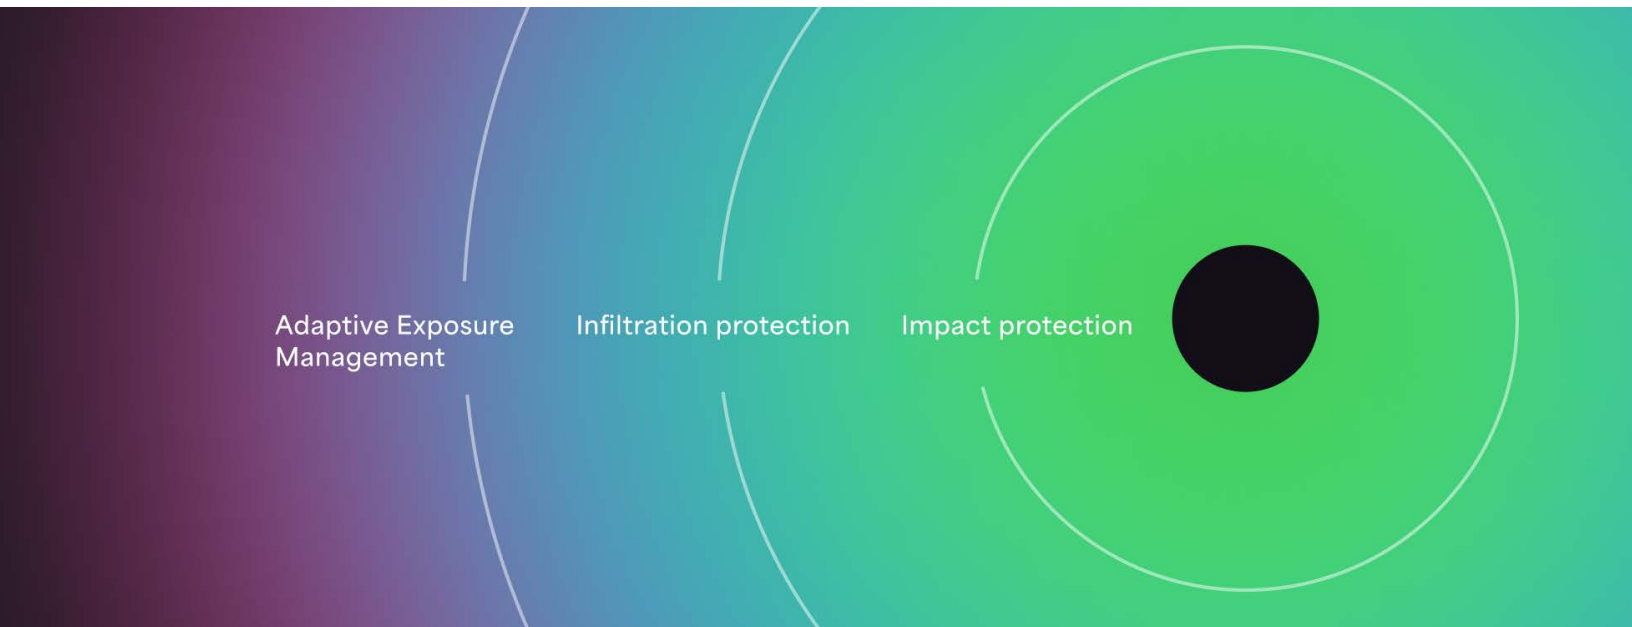 Adaptive Exposure
Management
Infiltration protection
Impact protection